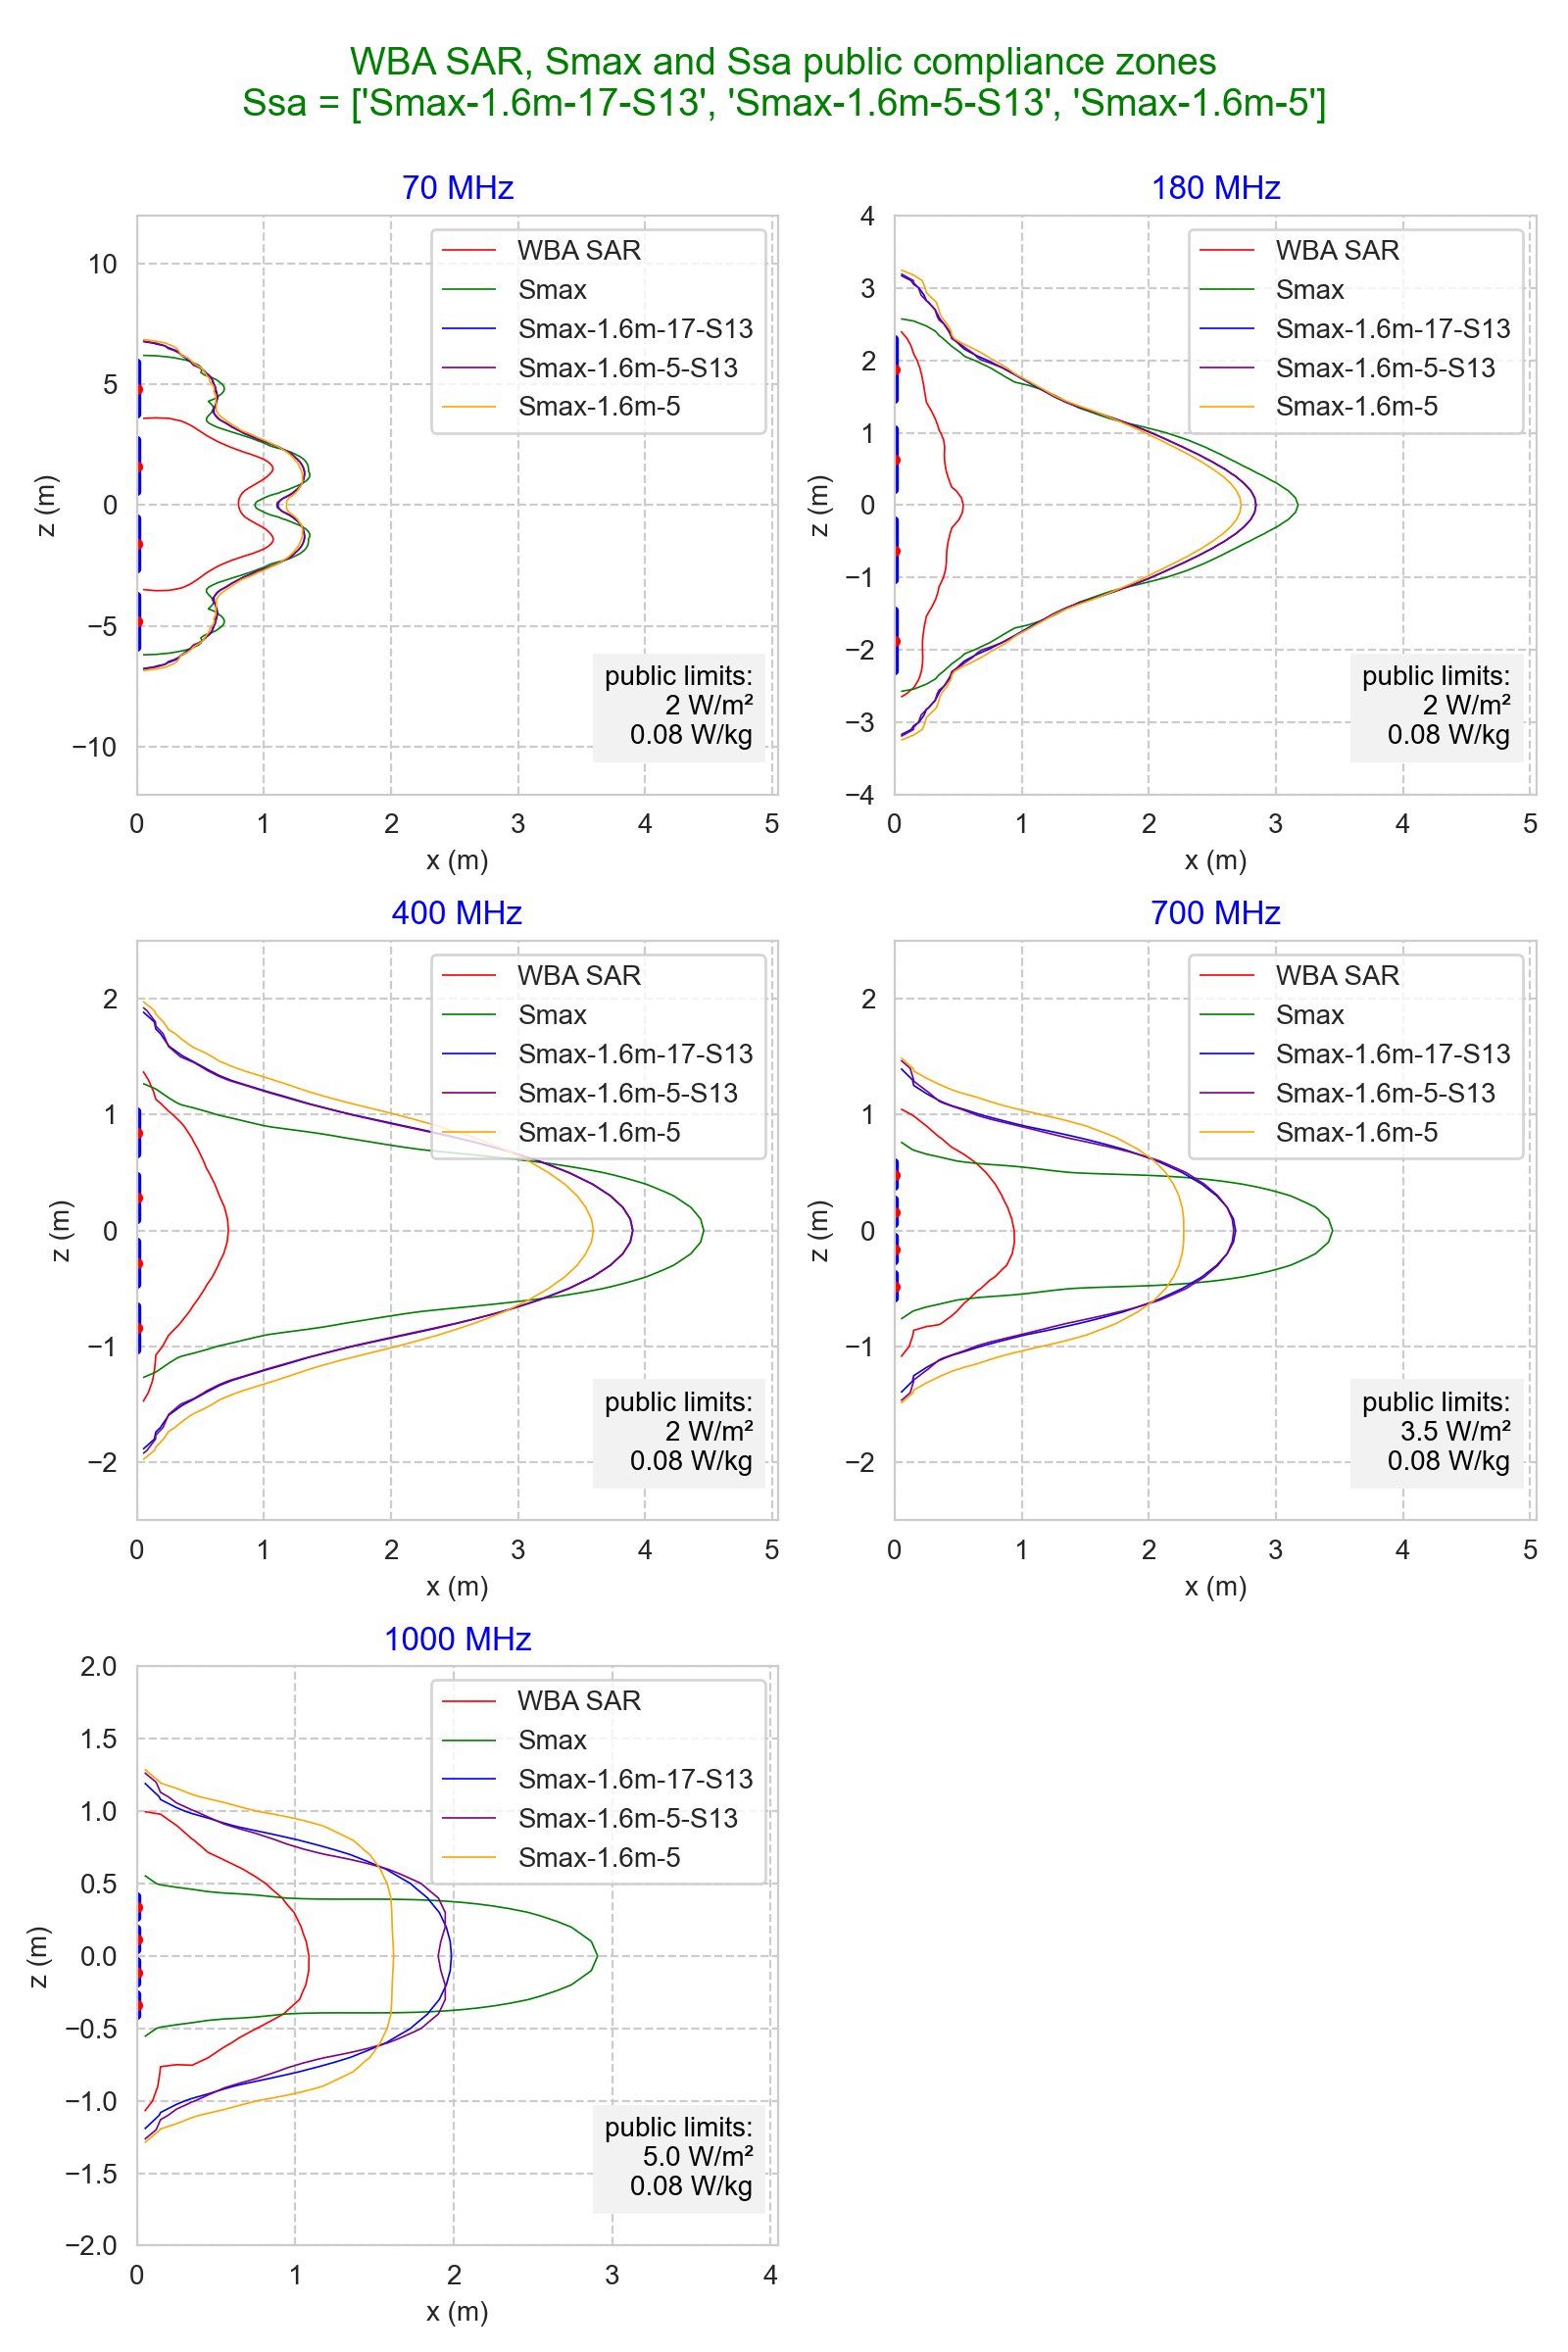 WBA SAR, Smax and Ssa public compliance zones
Ssa = ['Smax-1.6m-17-S13', 'Smax-1.6m-5-S13', 'Smax-1.6m-5']
70 MHz
10
5
0
−5
−10
z (m)
0 1 2 3 4 5
x (m)
WBA SAR
Smax
Smax-1.6m-17-S13
Smax-1.6m-5-S13
Smax-1.6m-5
public limits:
2 W/m²
0.08 W/kg
180 MHz
4
3
2
1
0
−1
−2
−3
−4
z (m)
0 1 2 3 4 5
x (m)
WBA SAR
Smax
Smax-1.6m-17-S13
Smax-1.6m-5-S13
Smax-1.6m-5
public limits:
2 W/m²
0.08 W/kg
400 MHz
2
1
0
−1
−2
z (m)
0 1 2 3 4 5
x (m)
WBA SAR
Smax
Smax-1.6m-17-S13
Smax-1.6m-5-S13
Smax-1.6m-5
public limits:
2 W/m²
0.08 W/kg
700 MHz
2
1
0
−1
−2
z (m)
0 1 2 3 4 5
x (m)
WBA SAR
Smax
Smax-1.6m-17-S13
Smax-1.6m-5-S13
Smax-1.6m-5
public limits:
3.5 W/m²
0.08 W/kg
1000 MHz
2.0
1.5
1.0
0.5
0.0
−0.5
−1.0
−1.5
−2.0
z (m)
0 1 2 3 4
x (m)
WBA SAR
Smax
Smax-1.6m-17-S13
Smax-1.6m-5-S13
Smax-1.6m-5
public limits:
5.0 W/m²
0.08 W/kg